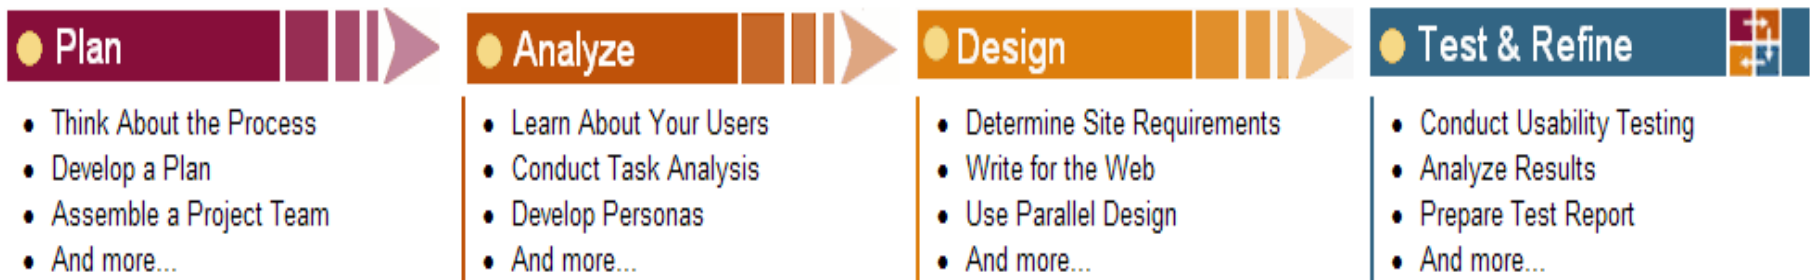 Plan
• Think About the Process
• Develop a Plan
• Assemble a Project Team
• And more...
Analyze
• Learn About Your Users
• Conduct Task Analysis
• Develop Personas
• And more...
Design
• Determine Site Requirements
• Write for the Web
• Use Parallel Design
• And more...
Test & Refine
• Conduct Usability Testing
• Analyze Results
• Prepare Test Report
• And more...